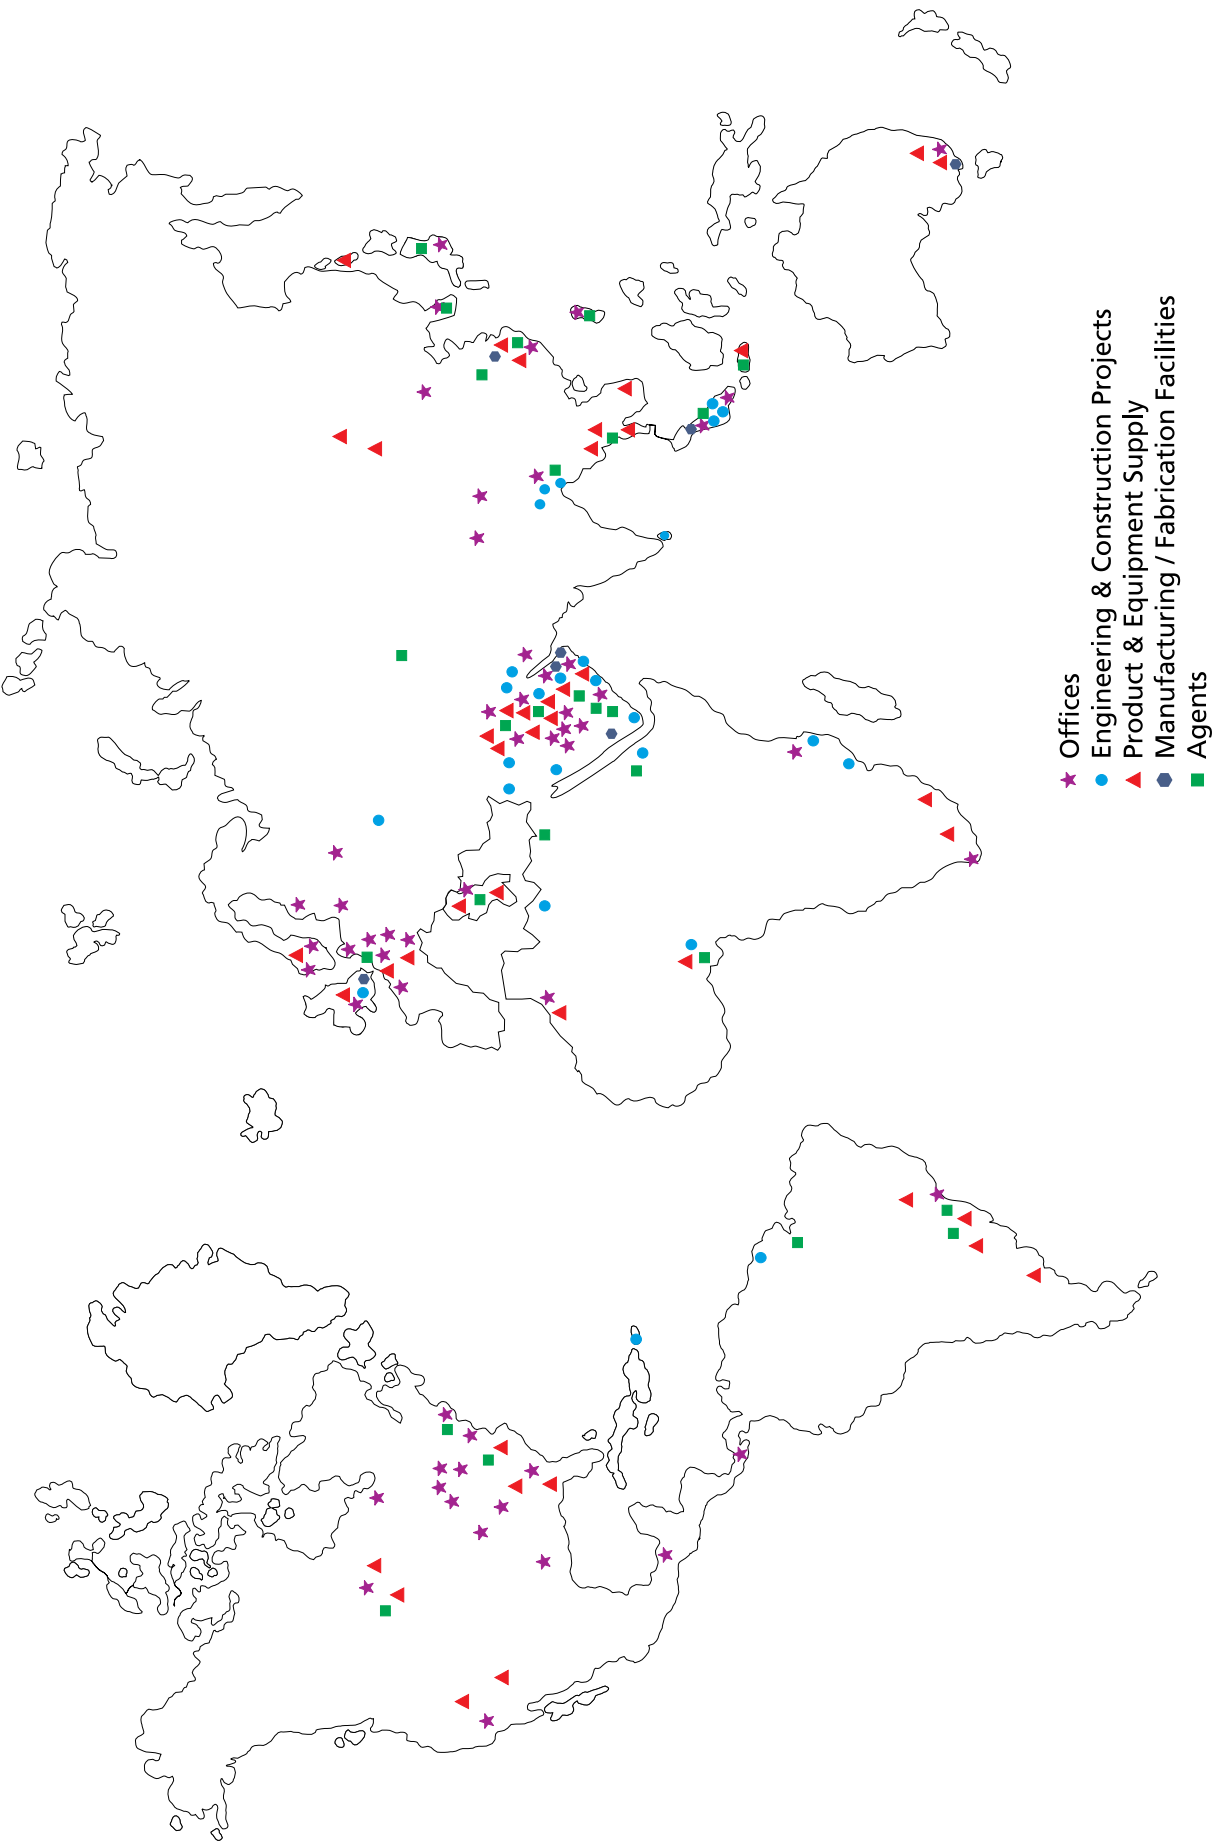 Offices
Engineering & Construction Projects
Product & Equipment Supply
Manufacturing / Fabrication Facilities
Agents